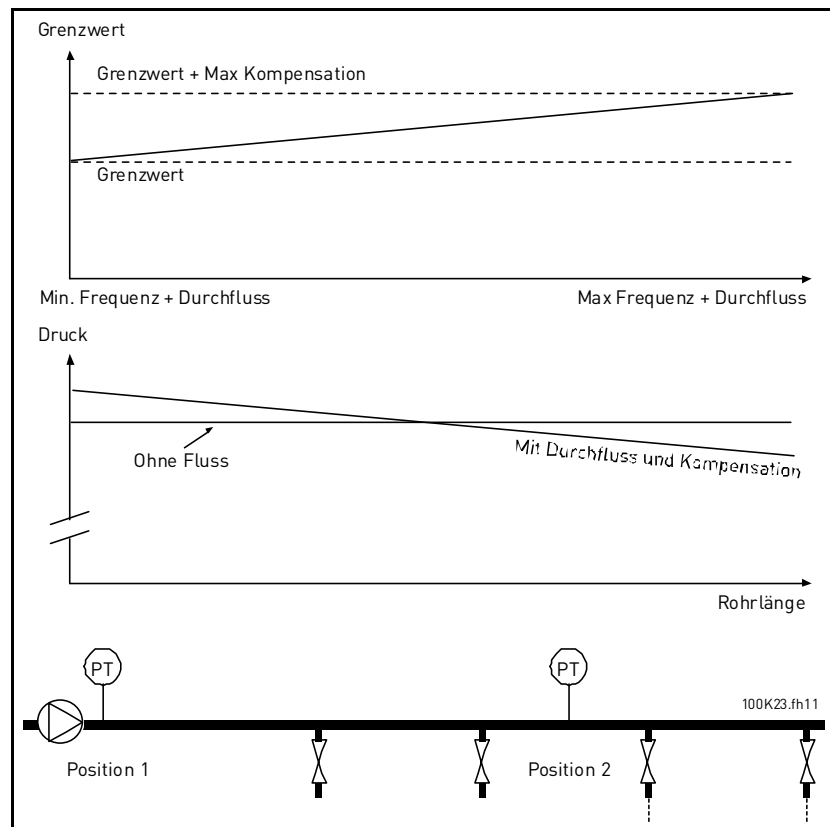 Grenzwert
Grenzwert + Max Kompensation
Grenzwert
Min. Frequenz + Durchfluss
Max Frequenz + Durchfluss
Druck
Ohne Fluss
Mit Durchfluss und Kompensation
Rohrlänge
PT
PT
100K23.fh11
Position 1
Position 2